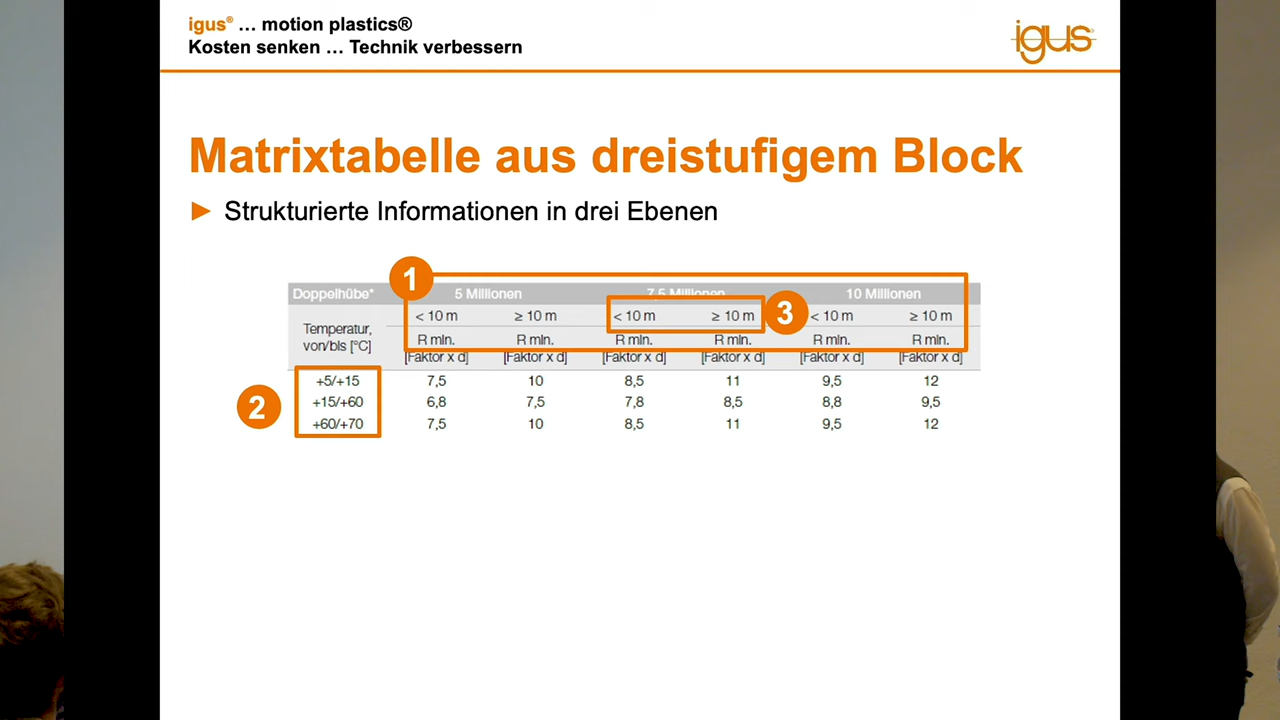 igus® ... motion plastics®
Kosten senken ... Technik verbessern
igus®
Matrixtabelle aus dreistufigem Block
► Strukturierte Informationen in drei Ebenen
1
Doppelhübe* 5 Millionen 7,5 Millionen 10 Millionen
< 10 m ≥ 10 m < 10 m ≥ 10 m 3 < 10 m ≥ 10 m
Temperatur, von/bis [°C] R min. [Faktor x d] R min. [Faktor x d] R min. [Faktor x d] R min. [Faktor x d] R min. [Faktor x d] R min. [Faktor x d]
+5/+15 7,5 10 8,5 11 9,5 12
2 +15/+60 6,8 7,5 7,8 8,5 8,8 9,5
+60/+70 7,5 10 8,5 11 9,5 12